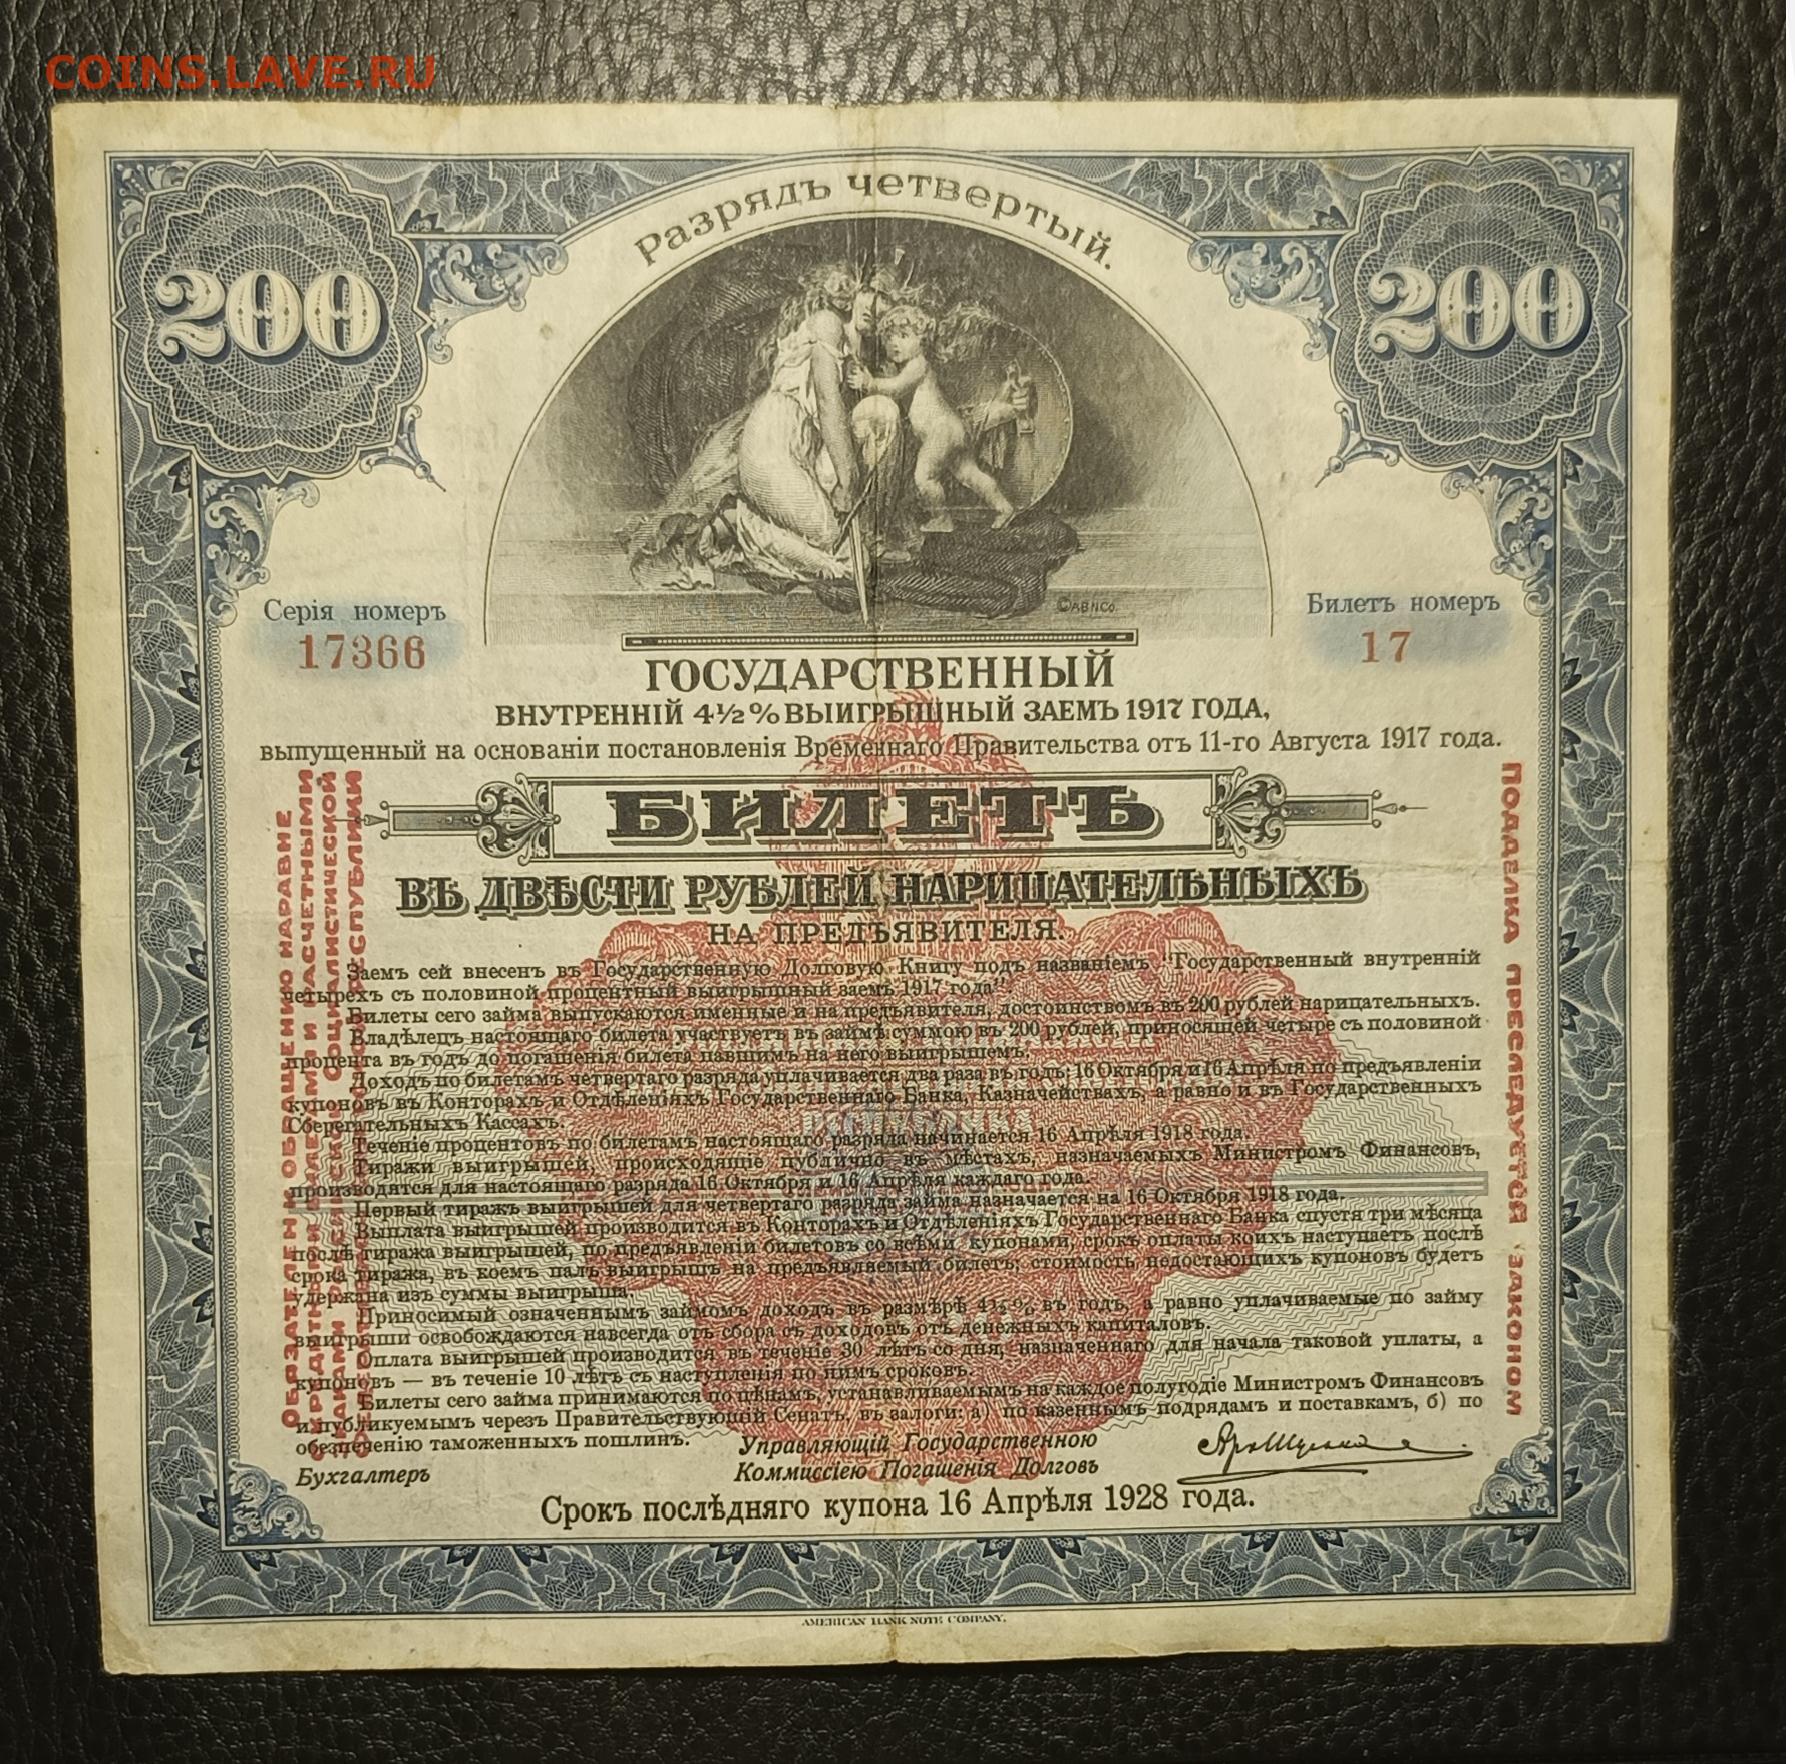 COINS.LAVE.RU
Разрядъ четвертый.
200
200
©ABNCo.
Серія номеръ
17366
Билетъ номеръ
17
ГОСУДАРСТВЕННЫЙ
ВНУТРЕННІЙ 4½% ВЫИГРЫШНЫЙ ЗАЕМЪ 1917 ГОДА,
выпущенный на основаніи постановленія Временнаго Правительства отъ 11-го Августа 1917 года.
БИЛЕТЪ
ВЪ ДВѢСТИ РУБЛЕЙ НАРИЦАТЕЛЬНЫХЪ
НА ПРЕДЪЯВИТЕЛЯ.
Заемъ сей внесенъ въ Государственную Долговую Книгу подъ названіемъ "Государственный внутренній
четырехъ съ половиной процентный выигрышный заемъ 1917 года".
Билеты сего займа выпускаются именные и на предъявителя, достоинствомъ въ 200 рублей нарицательныхъ.
Владѣлецъ настоящаго билета участвуетъ въ займѣ суммою въ 200 рублей, приносящей четыре съ половиной
процента въ годъ до погашенія билета павшимъ на него выигрышемъ.
Доходъ по билетамъ четвертаго разряда уплачивается два раза въ годъ; 16 Октября и 16 Апрѣля по предъявленіи
купоновъ въ Конторахъ и Отдѣленіяхъ Государственнаго Банка, Казначействахъ, а равно и въ Государственныхъ
Сберегательныхъ Кассахъ.
Теченіе процентовъ по билетамъ настоящаго разряда начинается 16 Апрѣля 1918 года.
Тиражи выигрышей, происходящіе публично въ мѣстахъ, назначаемыхъ Министромъ Финансовъ,
производятся для настоящаго разряда 16 Октября и 16 Апрѣля каждаго года.
Первый тиражъ выигрышей для четвертаго разряда займа назначается на 16 Октября 1918 года.
Выплата выигрышей производится въ Конторахъ и Отдѣленіяхъ Государственнаго Банка спустя три мѣсяца
послѣ тиража выигрышей, по предъявленіи билетовъ со всѣми купонами, срокъ оплаты коихъ наступаетъ послѣ
срока тиража, въ коемъ палъ выигрышъ на предъявляемый билетъ; стоимость недостающихъ купоновъ будетъ
удержана изъ суммы выигрыша.
Приносимый означеннымъ займомъ доходъ въ размѣрѣ 4½% въ годъ, а равно уплачиваемые по займу
выигрыши освобождаются навсегда отъ сбора съ доходовъ отъ денежныхъ капиталовъ.
Оплата выигрышей производится въ теченіе 30 лѣтъ со дня, назначеннаго для начала таковой уплаты, а
купоновъ — въ теченіе 10 лѣтъ съ наступленія по нимъ сроковъ.
Билеты сего займа принимаются по цѣнамъ, устанавливаемымъ на каждое полугодіе Министромъ Финансовъ
и публикуемымъ черезъ Правительствующій Сенатъ, въ залоги: а) по казеннымъ подрядамъ и поставкамъ, б) по
обезпеченію таможенныхъ пошлинъ.
Управляющій Государственною
Коммиссіею Погашенія Долговъ
Бухгалтеръ
Срокъ послѣдняго купона 16 Апрѣля 1928 года.
AMERICAN BANK NOTE COMPANY.
ОБЯЗАТЕЛЕН И ОБРАЩЕНИЮ НАРАВНЕ
КРЕДИТНЫМИ БИЛЕТАМИ И РАСЧЕТНЫМИ
ЗНАКАМИ РОССИЙСКОЙ СОЦИАЛИСТИЧЕСКОЙ
РЕСПУБЛИКИ
ПОДДЕЛКА ПРЕСЛЕДУЕТСЯ ЗАКОНОМ